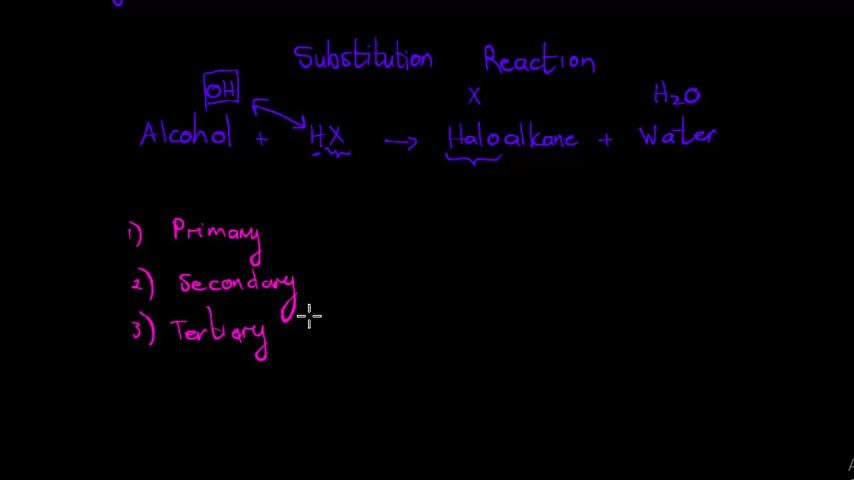 Substitution Reaction
OH X H2O
Alcohol + HX → Haloalkane + Water
1) Primary
2) Secondary
3) Tertiary